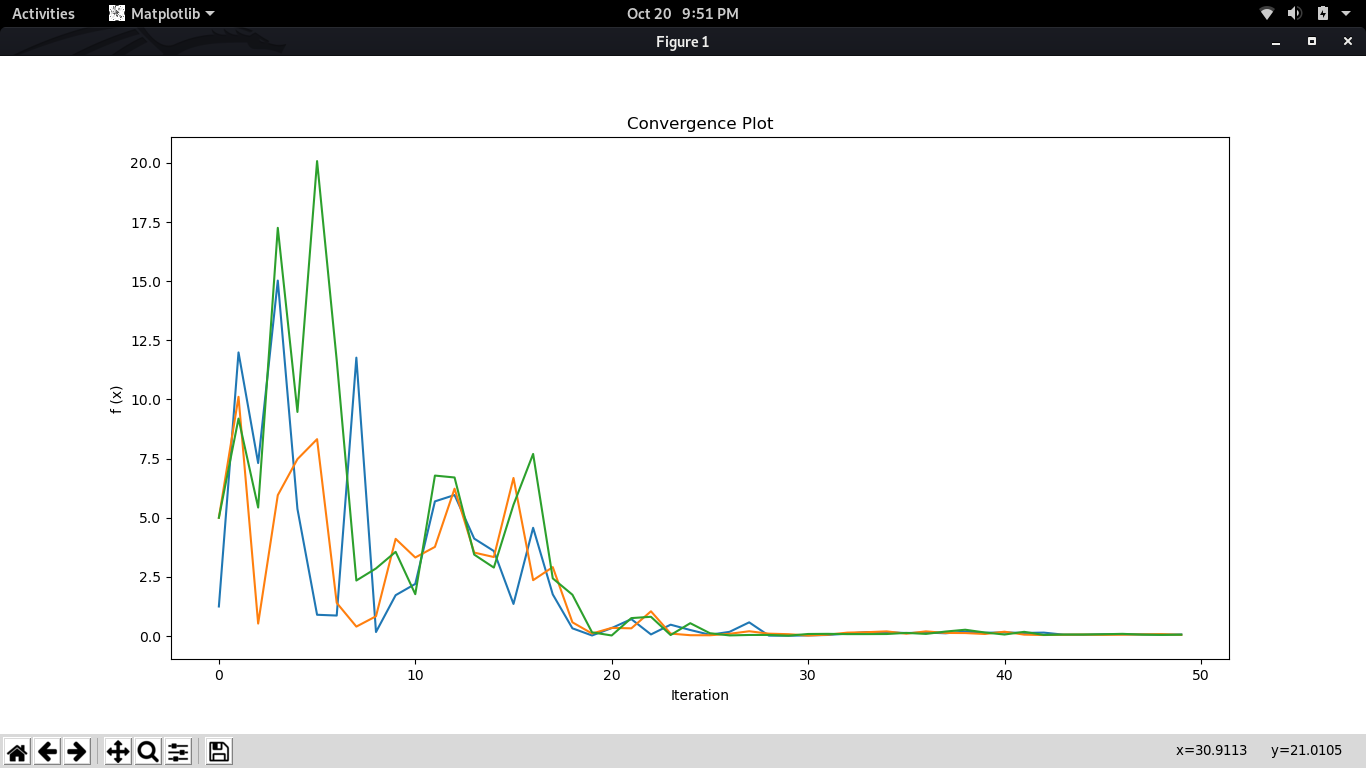 Activities Matplotlib Oct 20 9:51 PM
Figure 1
Convergence Plot
20.0
17.5
15.0
12.5
10.0
7.5
5.0
2.5
0.0
f (x)
0 10 20 30 40 50
Iteration
x=30.9113 y=21.0105